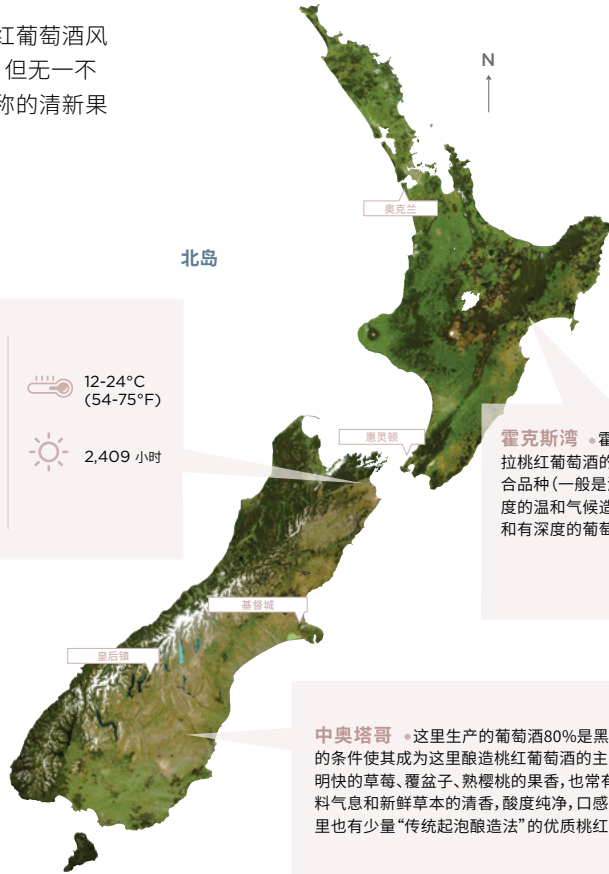 红葡萄酒风
但无一不
称的清新果
N
奥克兰
北岛
12-24°C
(54-75°F)
2,409 小时
惠灵顿
霍克斯湾 • 霍
拉桃红葡萄酒的
合品种(一般是
度的温和气候造
和有深度的葡萄
基督城
皇后镇
中奥塔哥 • 这里生产的葡萄酒80%是黑
的条件使其成为这里酿造桃红葡萄酒的主
明快的草莓、覆盆子、熟樱桃的果香,也常有
料气息和新鲜草本的清香,酸度纯净,口感
里也有少量“传统起泡酿造法”的优质桃红